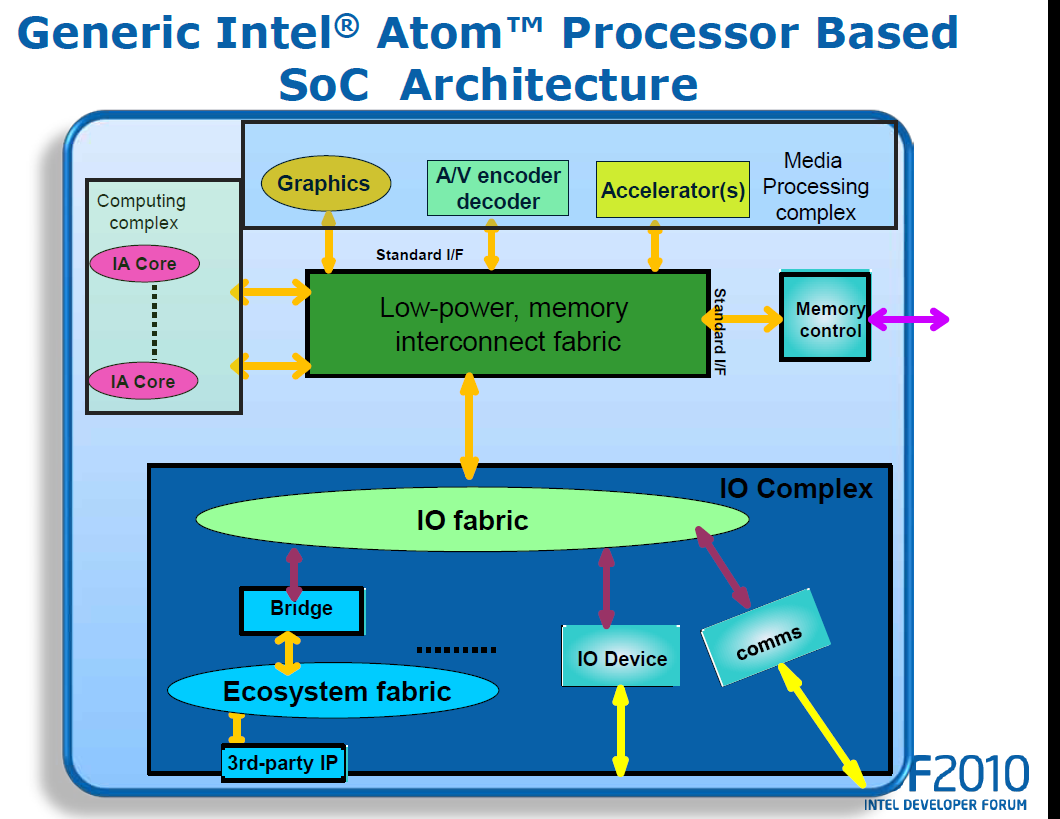 Generic Intel® Atom™ Processor Based
SoC Architecture
Graphics
A/V encoder
decoder
Accelerator(s)
Media
Processing
complex
Computing
complex
IA Core
IA Core
Standard I/F
Low-power, memory
interconnect fabric
Standard I/F
Memory
control
IO Complex
IO fabric
Bridge
Ecosystem fabric
3rd-party IP
IO Device
comms
F2010
INTEL DEVELOPER FORUM